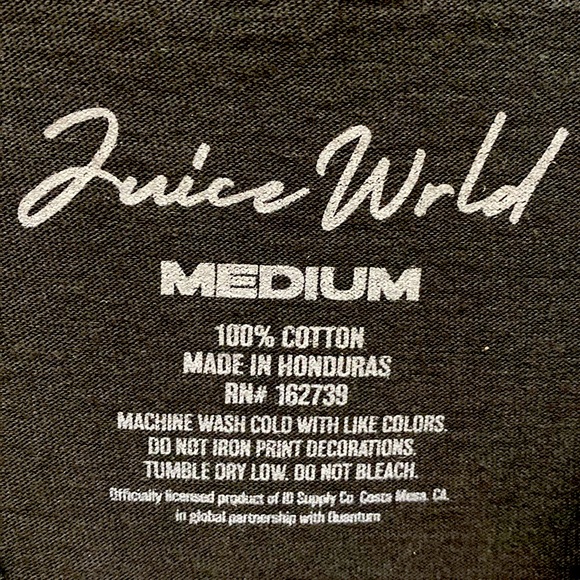 Juice Wrld
MEDIUM
100% COTTON
MADE IN HONDURAS
RN# 162739
MACHINE WASH COLD WITH LIKE COLORS.
DO NOT IRON PRINT DECORATIONS.
TUMBLE DRY LOW. DO NOT BLEACH.
Officially licensed product of ID Supply Co Costa Mesa, CA.
in global partnership with Quantum